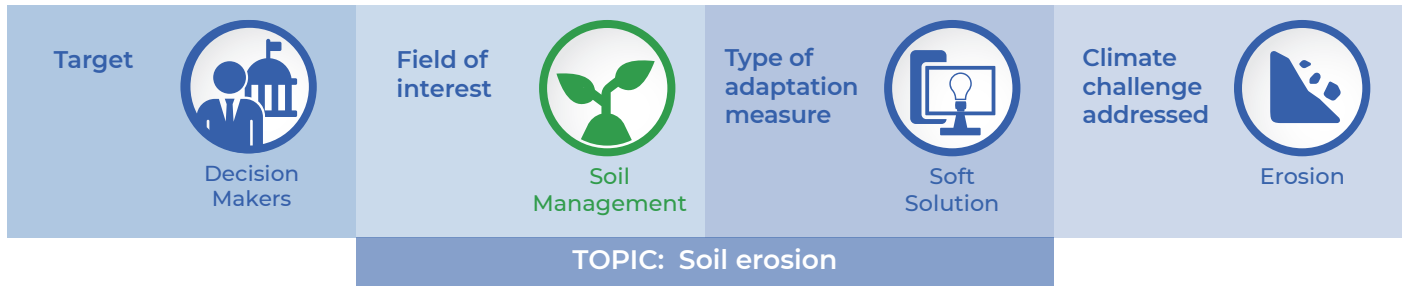 Target
Decision
Makers
Field of
interest
Soil
Management
Type of
adaptation
measure
Soft
Solution
Climate
challenge
addressed
Erosion
TOPIC: Soil erosion